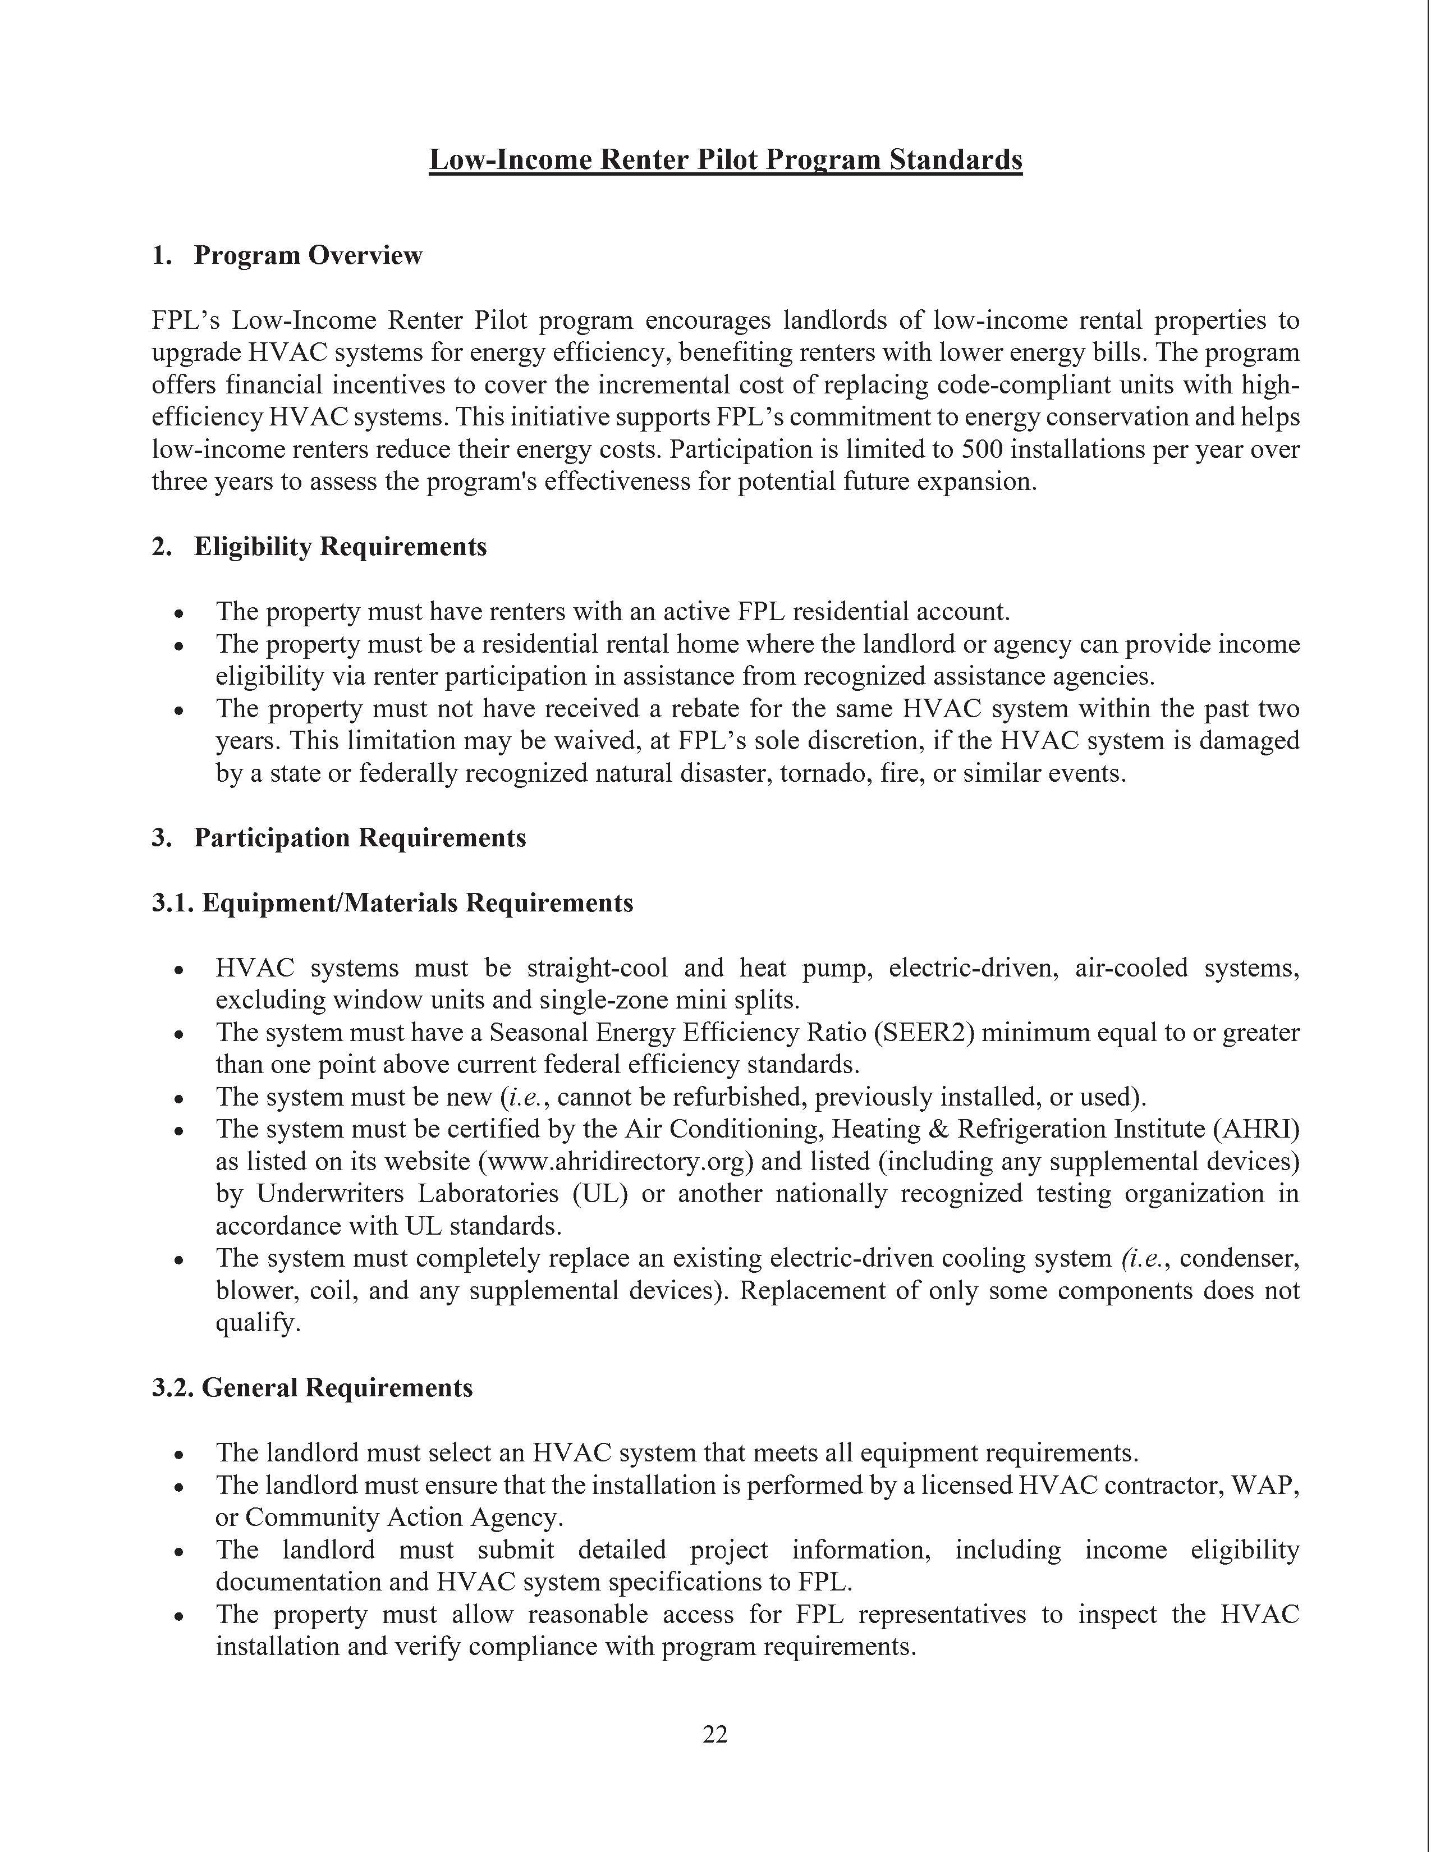 Low-Income Renter Pilot Program Standards
1. Program Overview
FPL’s Low-Income Renter Pilot program encourages landlords of low-income rental properties to
upgrade HVAC systems for energy efficiency, benefiting renters with lower energy bills. The program
offers financial incentives to cover the incremental cost of replacing code-compliant units with high-
efficiency HVAC systems. This initiative supports FPL’s commitment to energy conservation and helps
low-income renters reduce their energy costs. Participation is limited to 500 installations per year over
three years to assess the program's effectiveness for potential future expansion.
2. Eligibility Requirements
• The property must have renters with an active FPL residential account.
• The property must be a residential rental home where the landlord or agency can provide income
eligibility via renter participation in assistance from recognized assistance agencies.
• The property must not have received a rebate for the same HVAC system within the past two
years. This limitation may be waived, at FPL’s sole discretion, if the HVAC system is damaged
by a state or federally recognized natural disaster, tornado, fire, or similar events.
3. Participation Requirements
3.1. Equipment/Materials Requirements
• HVAC systems must be straight-cool and heat pump, electric-driven, air-cooled systems,
excluding window units and single-zone mini splits.
• The system must have a Seasonal Energy Efficiency Ratio (SEER2) minimum equal to or greater
than one point above current federal efficiency standards.
• The system must be new (i.e., cannot be refurbished, previously installed, or used).
• The system must be certified by the Air Conditioning, Heating & Refrigeration Institute (AHRI)
as listed on its website (www.ahridirectory.org) and listed (including any supplemental devices)
by Underwriters Laboratories (UL) or another nationally recognized testing organization in
accordance with UL standards.
• The system must completely replace an existing electric-driven cooling system (i.e., condenser,
blower, coil, and any supplemental devices). Replacement of only some components does not
qualify.
3.2. General Requirements
• The landlord must select an HVAC system that meets all equipment requirements.
• The landlord must ensure that the installation is performed by a licensed HVAC contractor, WAP,
or Community Action Agency.
• The landlord must submit detailed project information, including income eligibility
documentation and HVAC system specifications to FPL.
• The property must allow reasonable access for FPL representatives to inspect the HVAC
installation and verify compliance with program requirements.
22